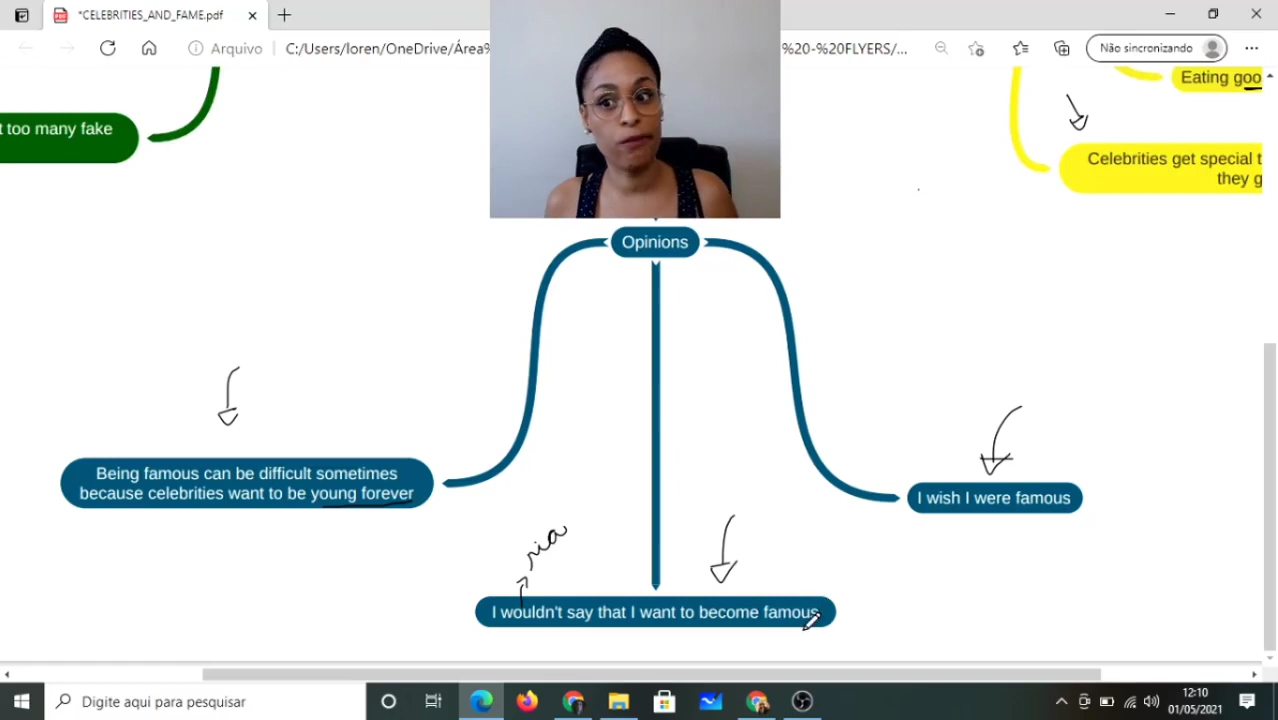 *CELEBRITIES_AND_FAME.pdf
Arquivo
C:/Users/loren/OneDrive/Área%
%20-%20FLYERS/...
Não sincronizando
t too many fake
Eating goo
Celebrities get special t
they g
Opinions
Being famous can be difficult sometimes
because celebrities want to be young forever
I wish I were famous
ria
I wouldn't say that I want to become famous
Digite aqui para pesquisar
12:10
01/05/2021